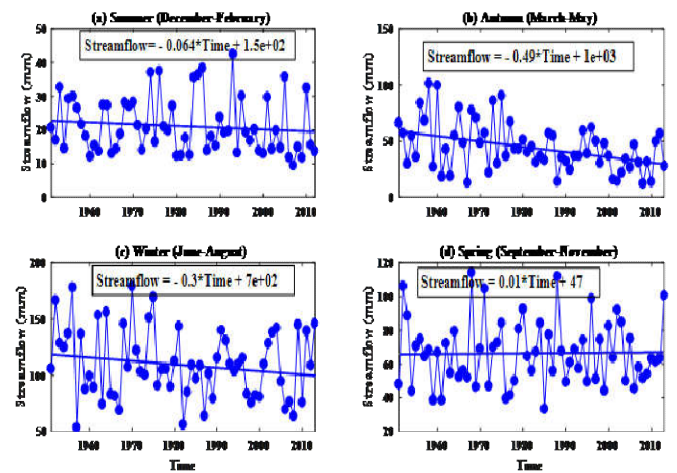 (a) Summer (December-February)
Streamflow= - 0.064*Time + 1.5e+02
Streamflow (mm)
50
40
30
20
10
0
1960 1970 1980 1990 2000 2010
(b) Autumn (March-May)
Streamflow = - 0.49*Time + 1e+03
Streamflow (mm)
150
100
50
0
1960 1970 1980 1990 2000 2010
(c) Winter (June-August)
Streamflow = - 0.3*Time + 7e+02
Streamflow (mm)
200
150
100
50
1960 1970 1980 1990 2000 2010
Time
(d) Spring (September-November)
Streamflow = 0.01*Time + 47
Streamflow (mm)
120
100
80
60
40
20
1960 1970 1980 1990 2000 2010
Time